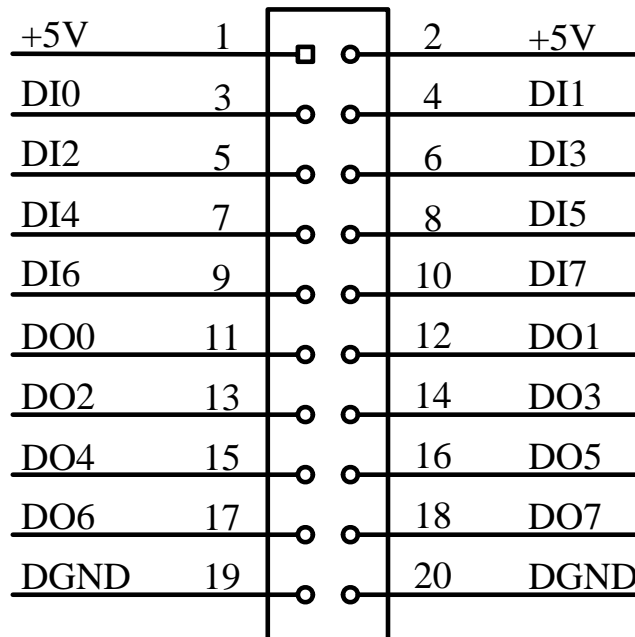 +5V 1 2 +5V
DI0 3 4 DI1
DI2 5 6 DI3
DI4 7 8 DI5
DI6 9 10 DI7
DO0 11 12 DO1
DO2 13 14 DO3
DO4 15 16 DO5
DO6 17 18 DO7
DGND 19 20 DGND